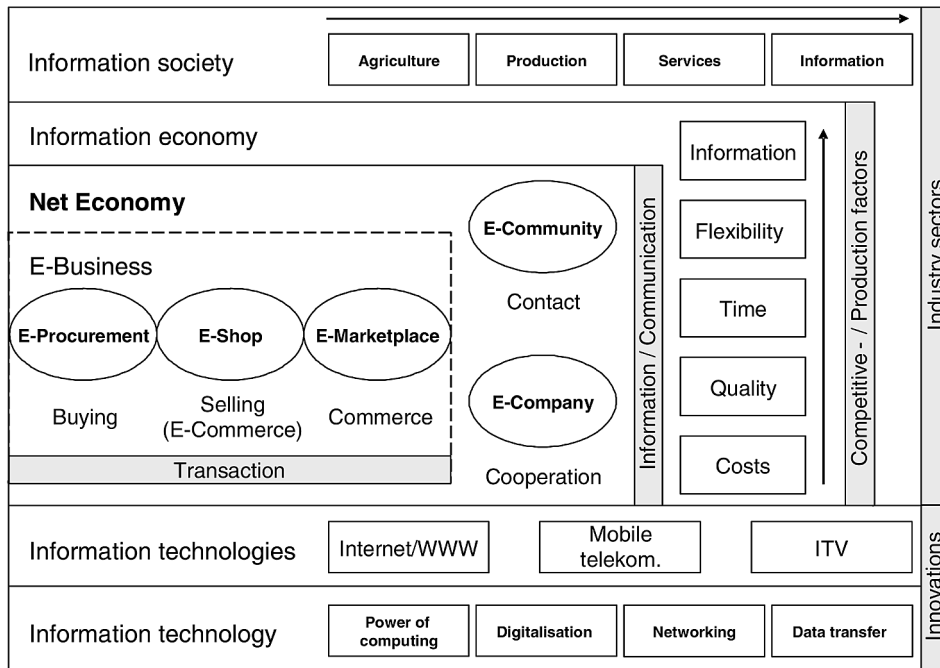 Information society
Agriculture
Production
Services
Information
Information economy
Information
Flexibility
Time
Quality
Costs
Competitive - / Production factors
Industry sectors
Net Economy
E-Community
Contact
E-Company
Cooperation
Information / Communication
E-Business
E-Procurement
E-Shop
E-Marketplace
Buying
Selling
(E-Commerce)
Commerce
Transaction
Information technologies
Internet/WWW
Mobile
telekom.
ITV
Innovations
Information technology
Power of
computing
Digitalisation
Networking
Data transfer